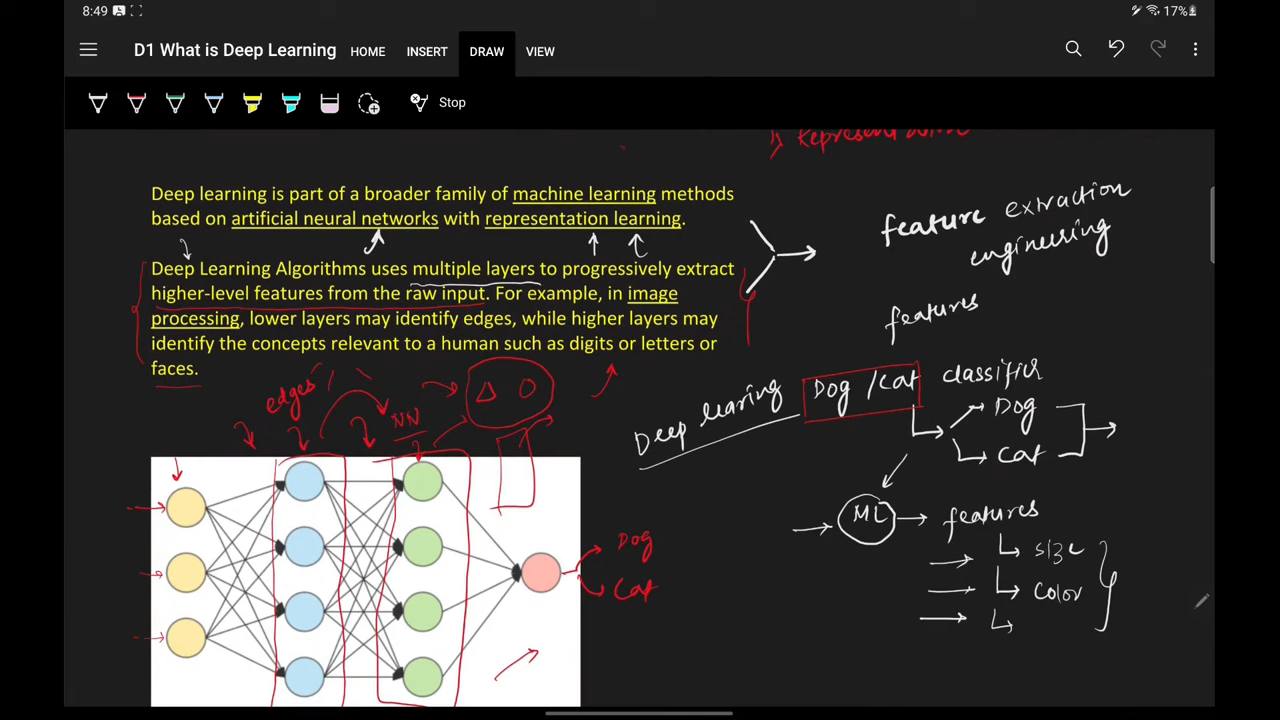 8:49
17%
D1 What is Deep Learning
HOME
INSERT
DRAW
VIEW
Stop
Deep learning is part of a broader family of machine learning methods
based on artificial neural networks with representation learning.
Deep Learning Algorithms uses multiple layers to progressively extract
higher-level features from the raw input. For example, in image
processing, lower layers may identify edges, while higher layers may
identify the concepts relevant to a human such as digits or letters or
faces.
edges
NN
Dog
Cat
feature extraction
engineering
features
Deep learing Dog / Cat classifier
Dog
Cat
ML
features
size
color